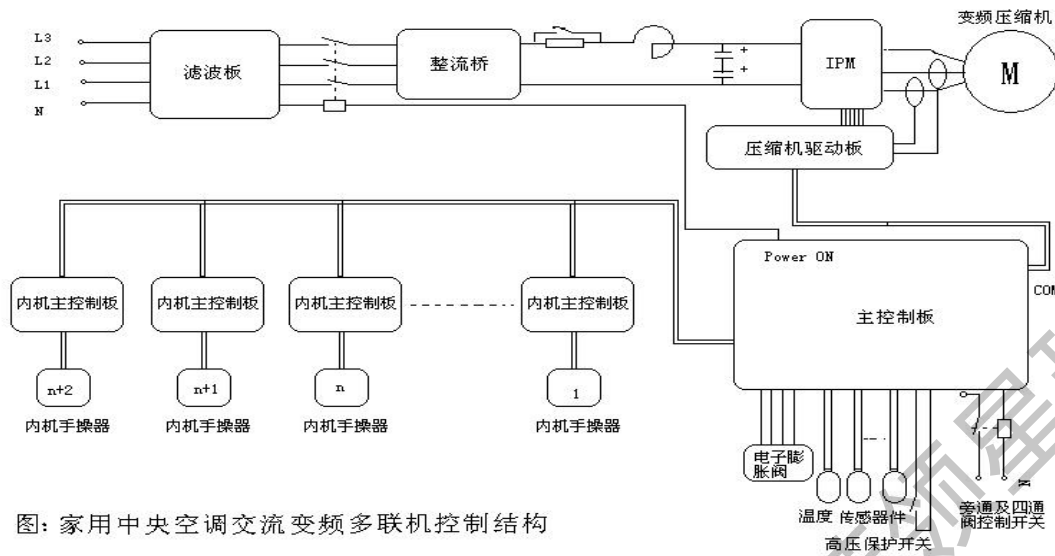 变频压缩机
L3
L2
L1
N
滤波板
整流桥
+
+
IPM
M
压缩机驱动板
Power ON
COM
主控制板
内机主控制板
内机主控制板
内机主控制板
内机主控制板
n+2
n+1
n
1
内机手操器
内机手操器
内机手操器
内机手操器
电子膨
胀阀
温度 传感器件
高压保护开关
N
旁通及四通
阀控制开关
图: 家用中央空调交流变频多联机控制结构